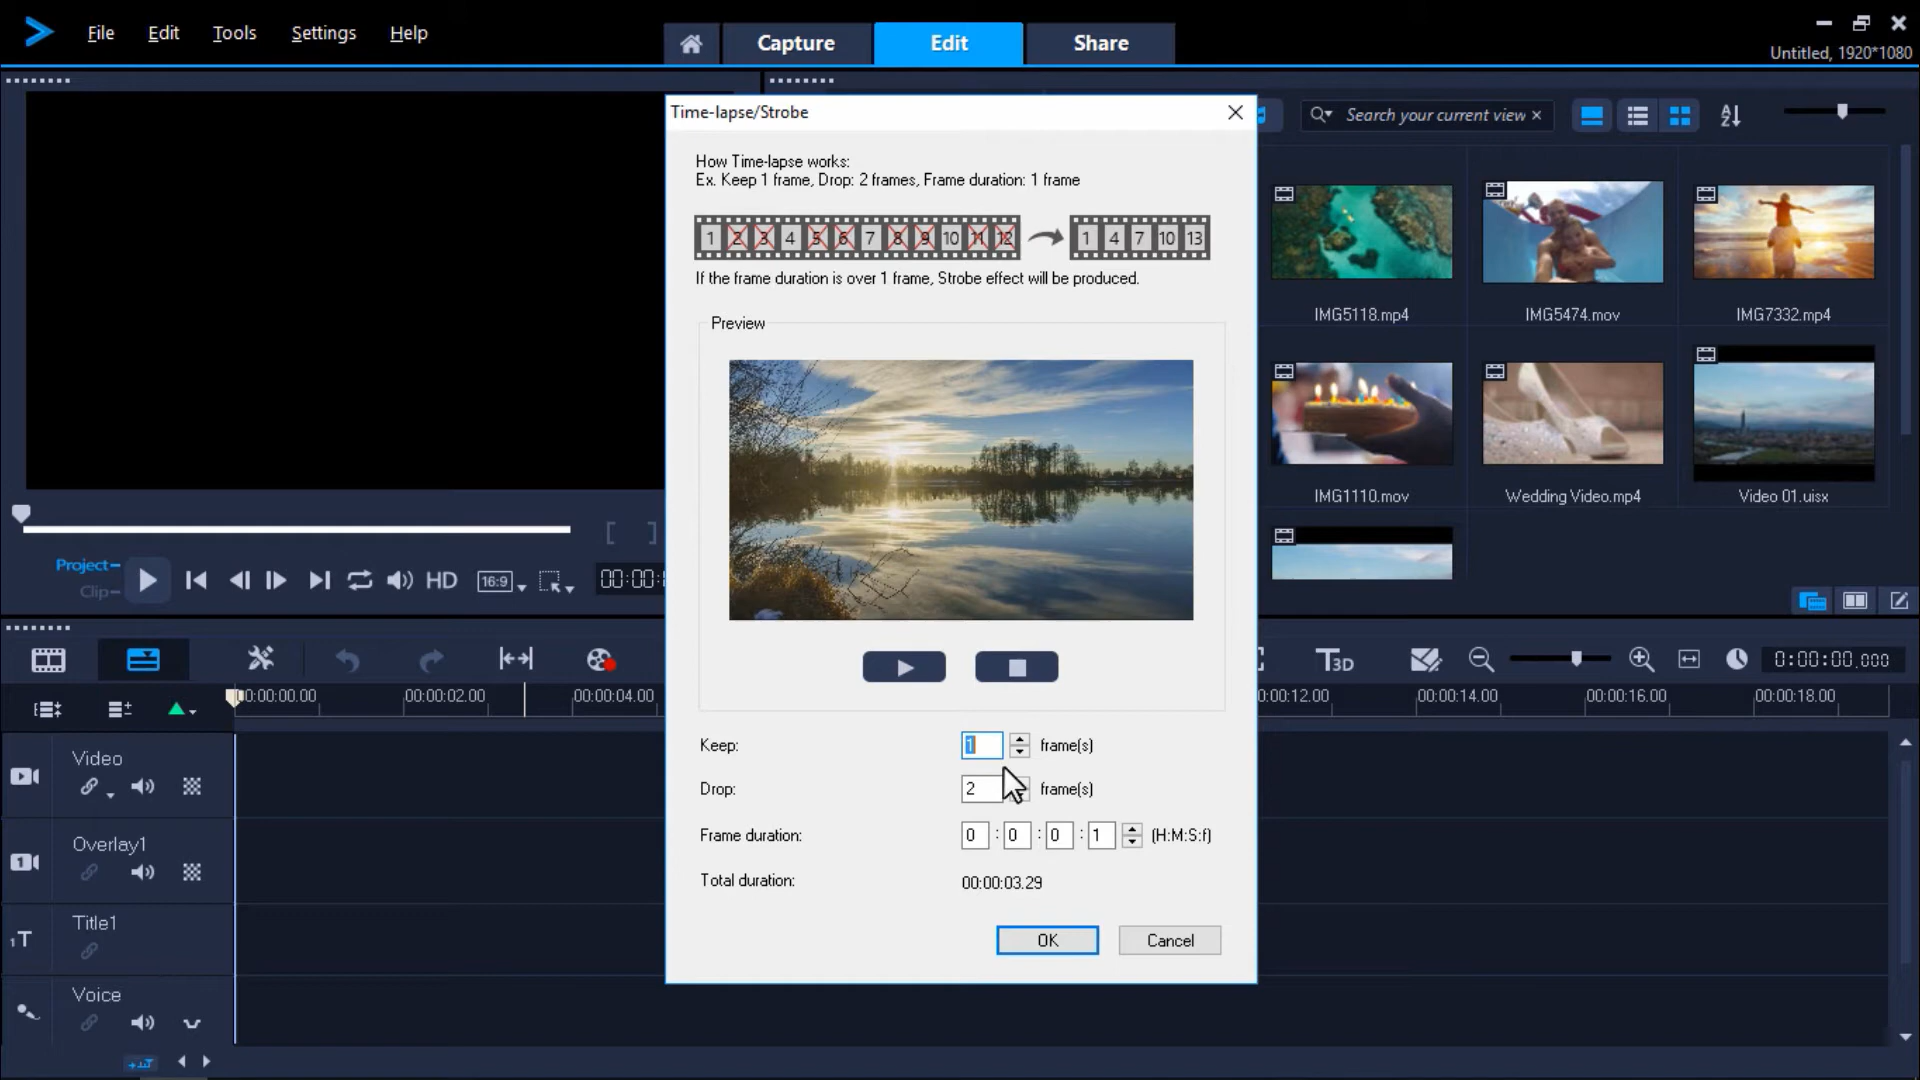 File Edit Tools Settings Help
Capture Edit Share
Untitled, 1920*1080
Time-lapse/Strobe
Search your current view
How Time-lapse works:
Ex. Keep 1 frame, Drop: 2 frames, Frame duration: 1 frame
1 2 3 4 5 6 7 8 9 10 11 12 1 4 7 10 13
If the frame duration is over 1 frame, Strobe effect will be produced.
Preview
IMG5118.mp4 IMG5474.mov IMG7332.mp4
IMG1110.mov Wedding Video.mp4 Video 01.uisx
Project
Clip
HD 16:9 00:00:
T3D 0:00:00.000
00:00:00.00 00:00:02.00 00:00:04.00 0:00:12.00 00:00:14.00 00:00:16.00 00:00:18.00
Keep: 1 frame(s)
Drop: 2 frame(s)
Frame duration: 0 : 0 : 0 : 1 (H:M:S:f)
Total duration: 00:00:03.29
OK Cancel
Video
Overlay1
1
Title1
1T
Voice